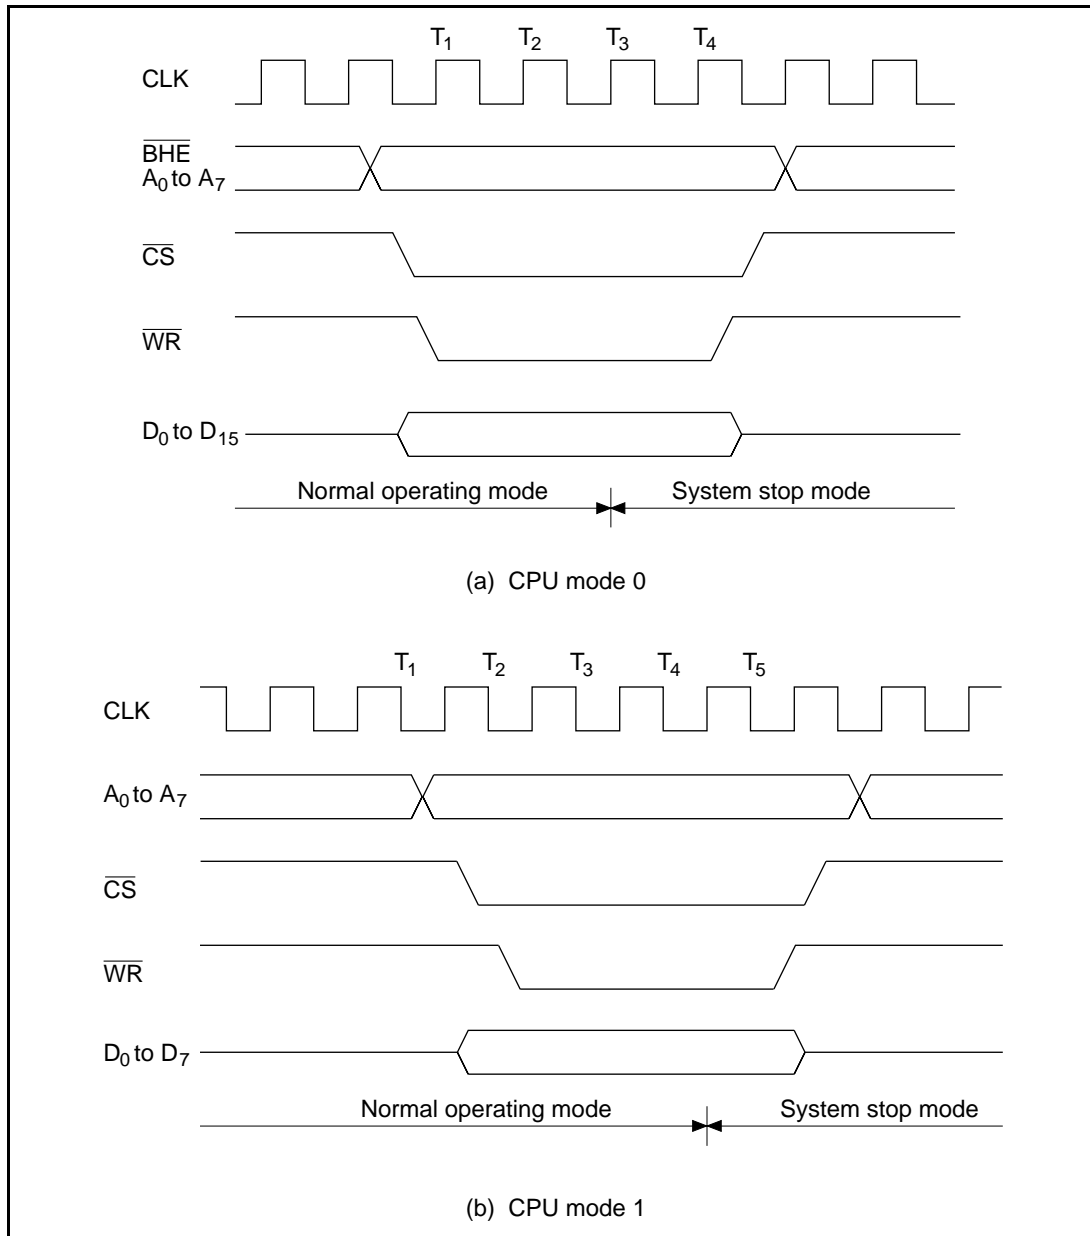 T1 T2 T3 T4
CLK
BHE
A0 to A7
CS
WR
D0 to D15
Normal operating mode System stop mode
(a) CPU mode 0
T1 T2 T3 T4 T5
CLK
A0 to A7
CS
WR
D0 to D7
Normal operating mode System stop mode
(b) CPU mode 1